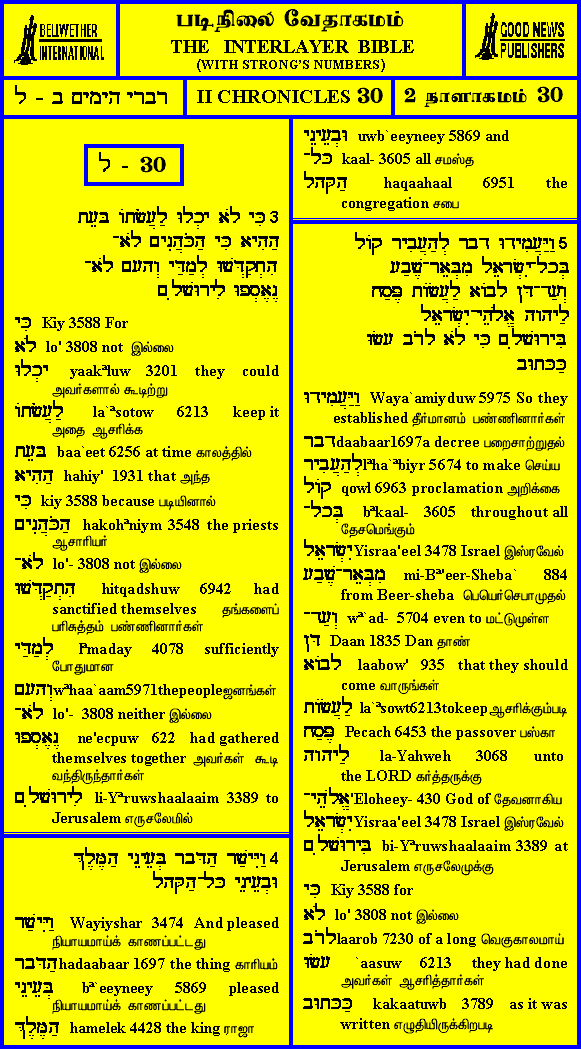 BELLWETHER
INTERNATIONAL
படிநிலை வேதாகமம்
THE INTERLAYER BIBLE
(WITH STRONG'S NUMBERS)
GOOD NEWS
PUBLISHERS
דברי הימים ב - ל
II CHRONICLES 30
2 நாளாகமம் 30
ל - 30
3 כִּי לֹא יָכְלוּ לַעֲשֹׂתוֹ בָּעֵת
הַהִיא כִּי הַכֹּהֲנִים לֹא־
הִתְקַדְּשׁוּ לְמַדַּי וְהָעָם לֹא־
נֶאֶסְפוּ לִירוּשָׁלִָם
כִּי Kiy 3588 For
לֹא lo' 3808 not இல்லை
יָכְלוּ yaakªluw 3201 they could
அவர்களால் கூடிற்று
לַעֲשֹׂתוֹ la`ªsotow 6213 keep it
அதை ஆசரிக்க
בָּעֵת baa`eet 6256 at time காலத்தில்
הַהִיא hahiy' 1931 that அந்த
כִּי kiy 3588 because படியினால்
הַכֹּהֲנִים hakohªniym 3548 the priests
ஆசாரியர்
לֹא־ lo'- 3808 not இல்லை
הִתְקַדְּשׁוּ hitqadshuw 6942 had
sanctified themselves தங்களைப்
பரிசுத்தம் பண்ணினார்கள்
לְמַדַּי lªmaday 4078 sufficiently
போதுமான
וְהָעָם wªhaa`aam5971thepeopleஜனங்கள்
לֹא־ lo'- 3808 neither இல்லை
נֶאֶסְפוּ ne'ecpuw 622 had gathered
themselves together அவர்கள் கூடி
வந்திருந்தார்கள்
לִירוּשָׁלִָם li-Yªruwshaalaaim 3389 to
Jerusalem எருசலேமில்
4 וַיִּישַׁר הַדָּבָר בְּעֵינֵי הַמֶּלֶךְ
וּבְעֵינֵי כָּל־הַקָּהָל
וַיִּישַׁר Wayiyshar 3474 And pleased
நியாயமாய்க் காணப்பட்டது
הַדָּבָר hadaabaar 1697 the thing காரியம்
בְּעֵינֵי bª`eeyneey 5869 pleased
நியாயமாய்க் காணப்பட்டது
הַמֶּלֶךְ hamelek 4428 the king ராஜா
וּבְעֵינֵי uwb`eeyneey 5869 and
כָּל־ kaal- 3605 all சமஸ்த
הַקָּהָל haqaahaal 6951 the
congregation சபை
5 וַיַּעֲמִידוּ דָבָר לְהַעֲבִיר קוֹל
בְּכָל־יִשְׂרָאֵל מִבְּאֵר־שֶׁבַע
וְעַד־דָּן לָבוֹא לַעֲשׂוֹת פֶּסַח
לַיהוָה אֱלֹהֵי־יִשְׂרָאֵל
בִּירוּשָׁלִָם כִּי לֹא לָרֹב עָשׂוּ
כַּכָּתוּב
וַיַּעֲמִידוּ Waya`amiyduw 5975 So they
established தீர்மானம் பண்ணினார்கள்
דָבָר daabaar1697a decree பறைசாற்றுதல்
לְהַעֲבִיר lªha`ªbiyr 5674 to make செய்ய
קוֹל qowl 6963 proclamation அறிக்கை
בְּכָל־ bªkaal- 3605 throughout all
தேசமெங்கும்
יִשְׂרָאֵל Yisraa'eel 3478 Israel இஸ்ரவேல்
מִבְּאֵר־שֶׁבַע mi-Bª'eer-Sheba` 884
from Beer-sheba பெயெர்செபாமுதல்
וְעַד־ wª`ad- 5704 even to மட்டுமுள்ள
דָּן Daan 1835 Dan தாண்
לָבוֹא laabow' 935 that they should
come வாருங்கள்
לַעֲשׂוֹת la`ªsowt6213tokeepஆசரிக்கும்படி
פֶּסַח Pecach 6453 the passover பஸ்கா
לַיהוָה la-Yahweh 3068 unto
the LORD கர்த்தருக்கு
אֱלֹהֵי־ 'Eloheey- 430 God of தேவனாகிய
יִשְׂרָאֵל Yisraa'eel 3478 Israel இஸ்ரவேல்
בִּירוּשָׁלִָם bi-Yªruwshaalaaim 3389 at
Jerusalem எருசலேமுக்கு
כִּי Kiy 3588 for
לֹא lo' 3808 not இல்லை
לָרֹב laarob 7230 of a long வெகுகாலமாய்
עָשׂוּ `aasuw 6213 they had done
அவர்கள் ஆசரித்தார்கள்
כַּכָּתוּב kakaatuwb 3789 as it was
written எழுதியிருக்கிறபடி